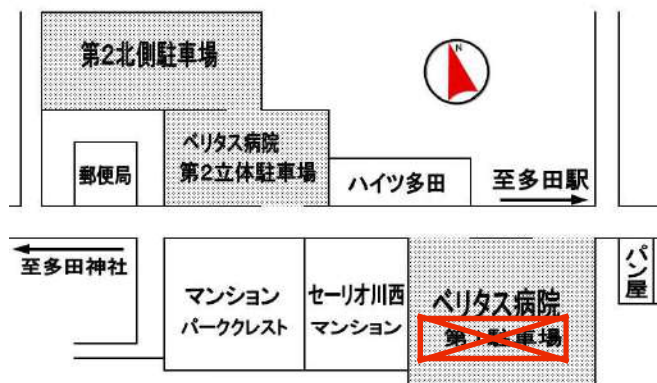 第2北側駐車場
N
ベリタス病院
第2立体駐車場
郵便局
ハイツ多田
至多田駅
至多田神社
マンション
パーククレスト
セーリオ川西
マンション
ベリタス病院
駐車場
パン屋